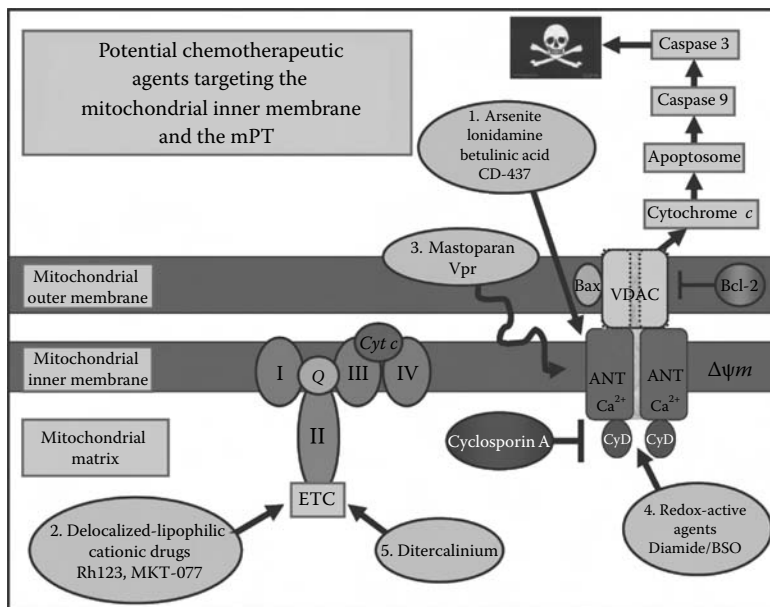 Potential chemotherapeutic
agents targeting the
mitochondrial inner membrane
and the mPT
Caspase 3
Caspase 9
Apoptosome
Cytochrome c
1. Arsenite
lonidamine
betulinic acid
CD-437
3. Mastoparan
Vpr
Mitochondrial
outer membrane
Bax
VDAC
Bcl-2
Mitochondrial
inner membrane
I
Q
III
Cyt c
IV
II
ANT
Ca²⁺
ANT
Ca²⁺
Δψm
Mitochondrial
matrix
Cyclosporin A
CyD
CyD
ETC
2. Delocalized-lipophilic
cationic drugs
Rh123, MKT-077
5. Ditercalinium
4. Redox-active
agents
Diamide/BSO